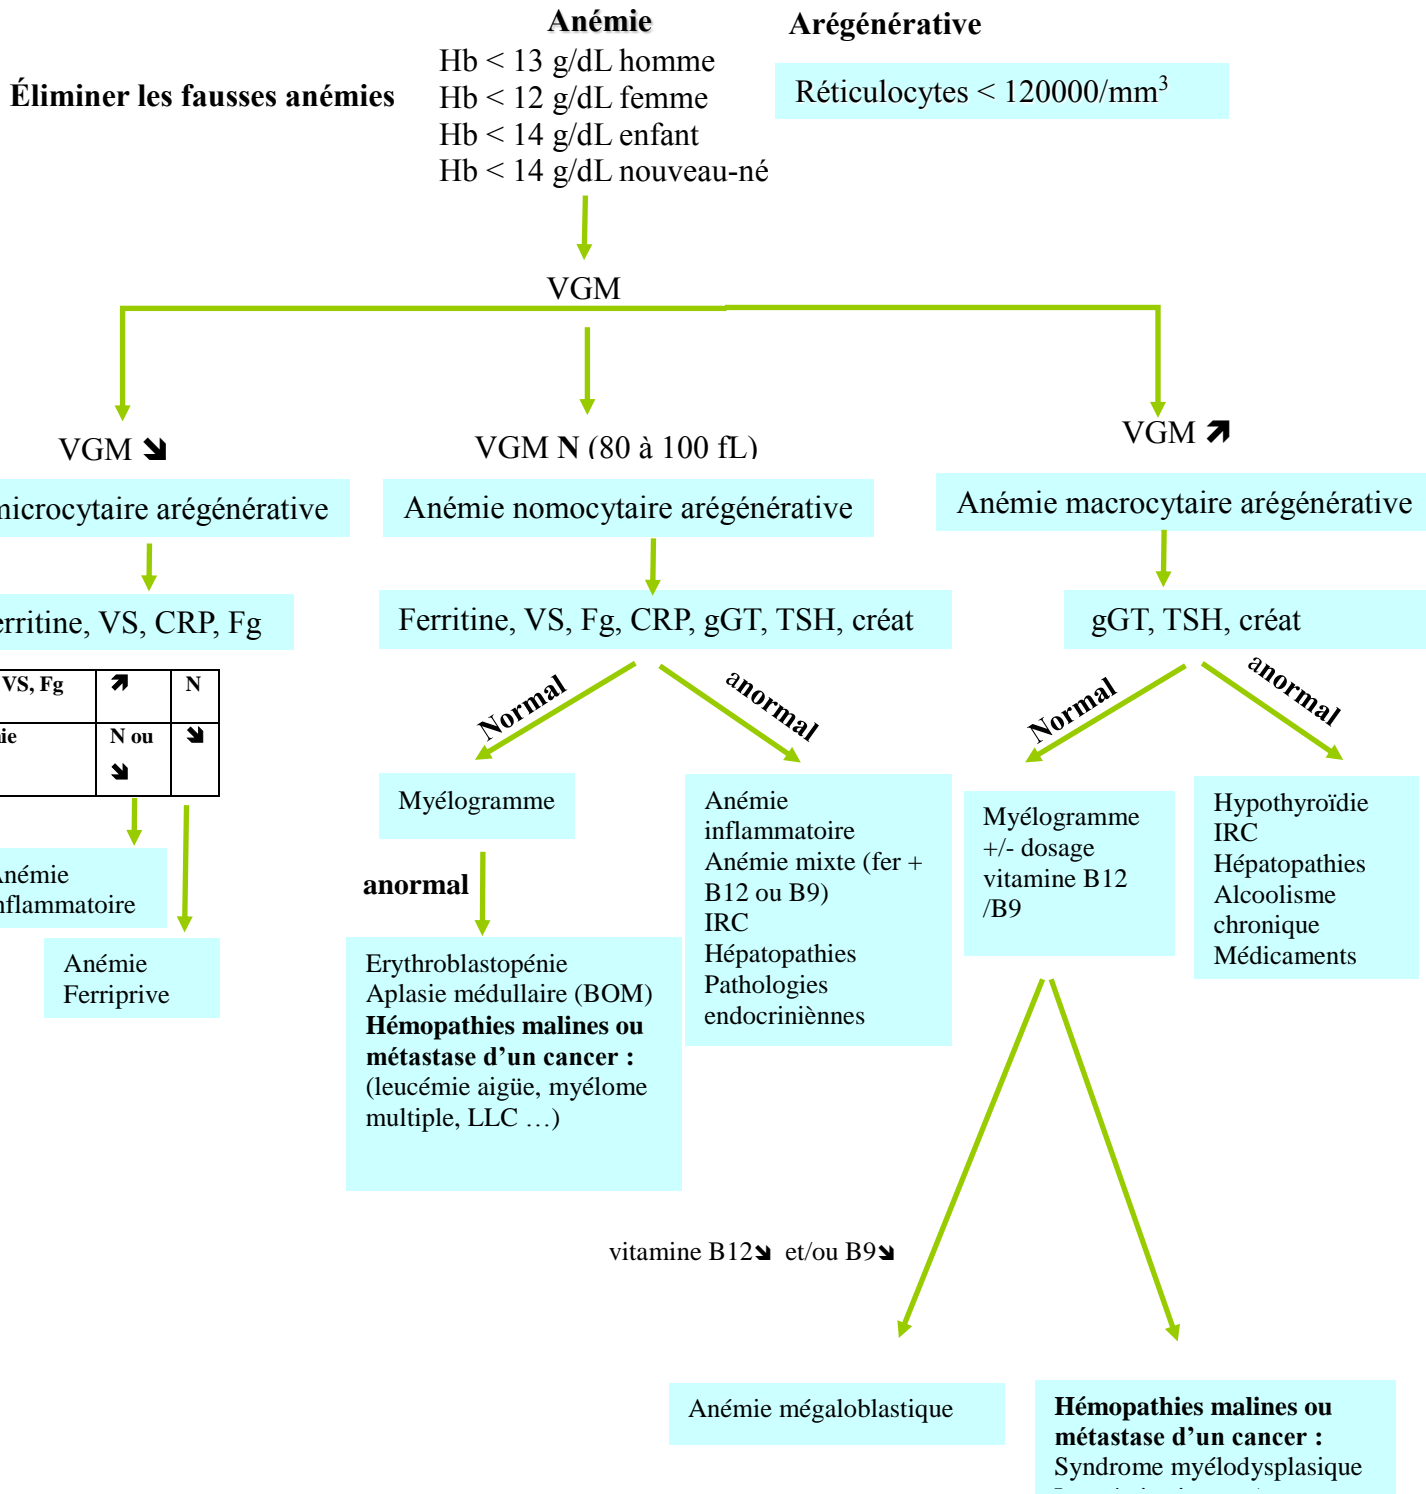 Anémie
Arégénérative
Éliminer les fausses anémies
Hb < 13 g/dL homme
Hb < 12 g/dL femme
Hb < 14 g/dL enfant
Hb < 14 g/dL nouveau-né
Réticulocytes < 120000/mm³
VGM
VGM ↘
VGM N (80 à 100 fL)
VGM ↗
microcytaire arégénérative
Anémie nomocytaire arégénérative
Anémie macrocytaire arégénérative
erritine, VS, CRP, Fg
Ferritine, VS, Fg, CRP, gGT, TSH, créat
gGT, TSH, créat
VS, Fg ↗ N
ie N ou ↘ ↘
Normal
anormal
Normal
anormal
Anémie
nflammatoire
Anémie
Ferriprive
Myélogramme
anormal
Erythroblastopénie
Aplasie médullaire (BOM)
Hémopathies malines ou
métastase d’un cancer :
(leucémie aigüe, myélome
multiple, LLC …)
Anémie
inflammatoire
Anémie mixte (fer +
B12 ou B9)
IRC
Hépatopathies
Pathologies
endocriniènnes
Myélogramme
+/- dosage
vitamine B12
/B9
Hypothyroïdie
IRC
Hépatopathies
Alcoolisme
chronique
Médicaments
vitamine B12↘ et/ou B9↘
Anémie mégaloblastique
Hémopathies malines ou
métastase d’un cancer :
Syndrome myélodysplasique